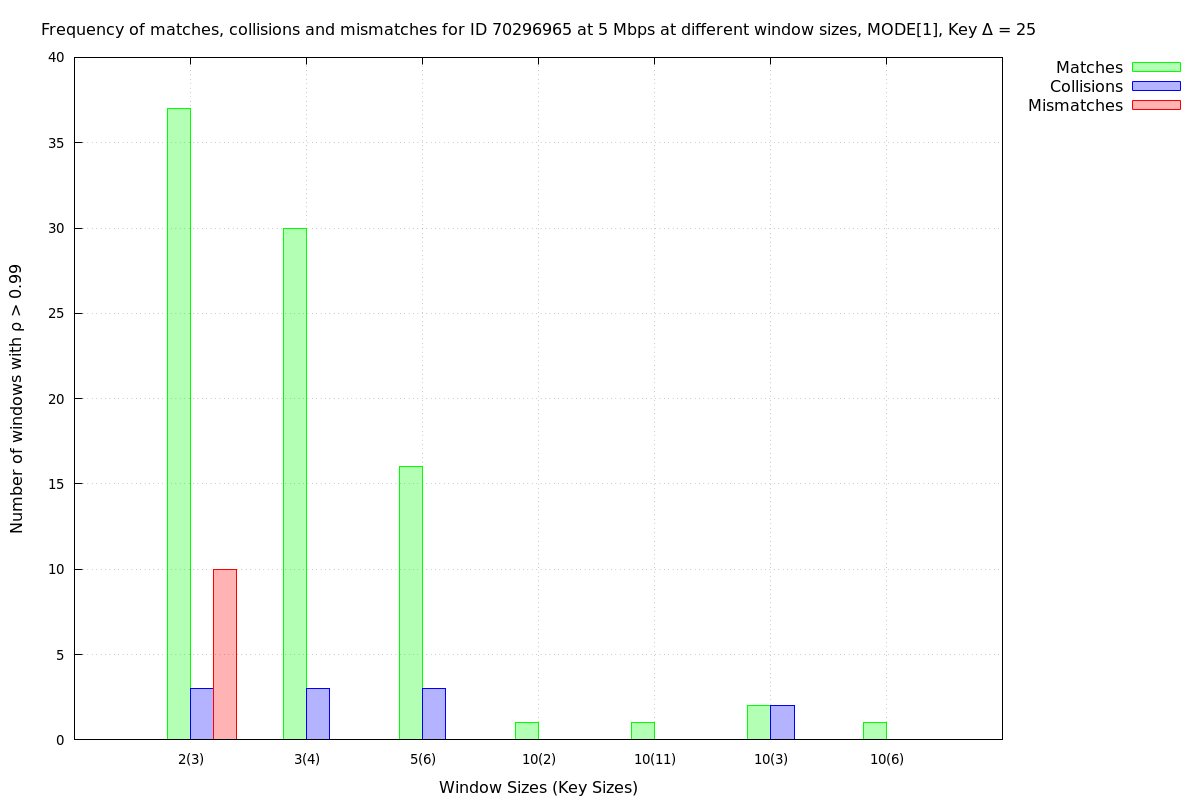 Frequency of matches, collisions and mismatches for ID 70296965 at 5 Mbps at different window sizes, MODE[1], Key Δ = 25
Matches
Collisions
Mismatches
Number of windows with ρ > 0.99
40
35
30
25
20
15
10
5
0
2(3) 3(4) 5(6) 10(2) 10(11) 10(3) 10(6)
Window Sizes (Key Sizes)